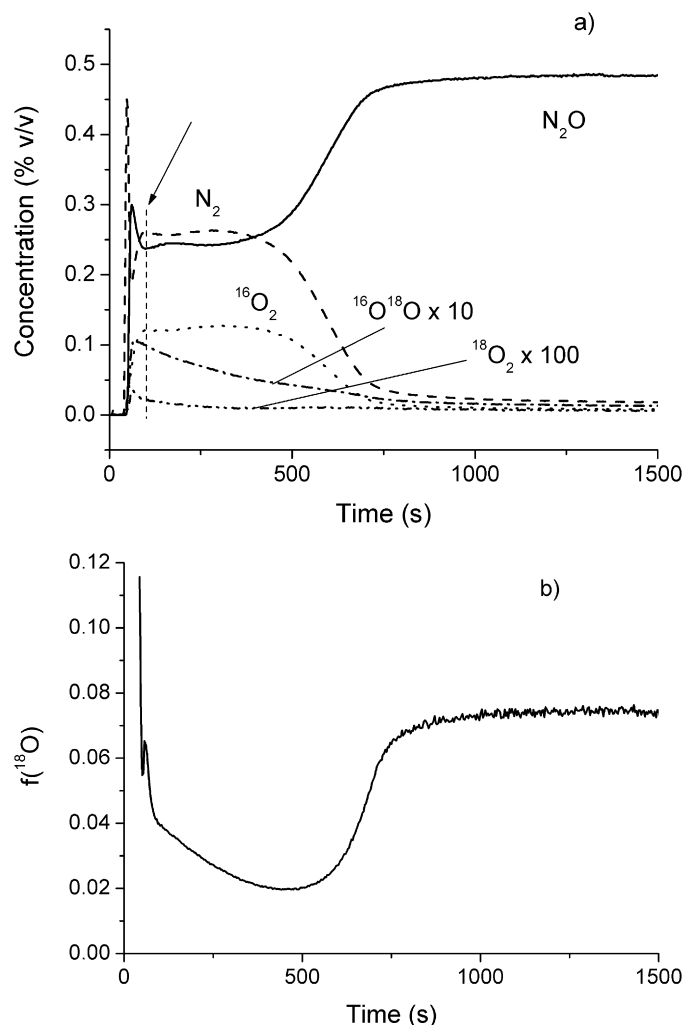 a)
Concentration (% v/v)
0.5
0.4
0.3
0.2
0.1
0.0
N₂O
N₂
¹⁶O₂
¹⁶O¹⁸O x 10
¹⁸O₂ x 100
0 500 1000 1500
Time (s)
b)
f(¹⁸O)
0.12
0.10
0.08
0.06
0.04
0.02
0.00
0 500 1000 1500
Time (s)